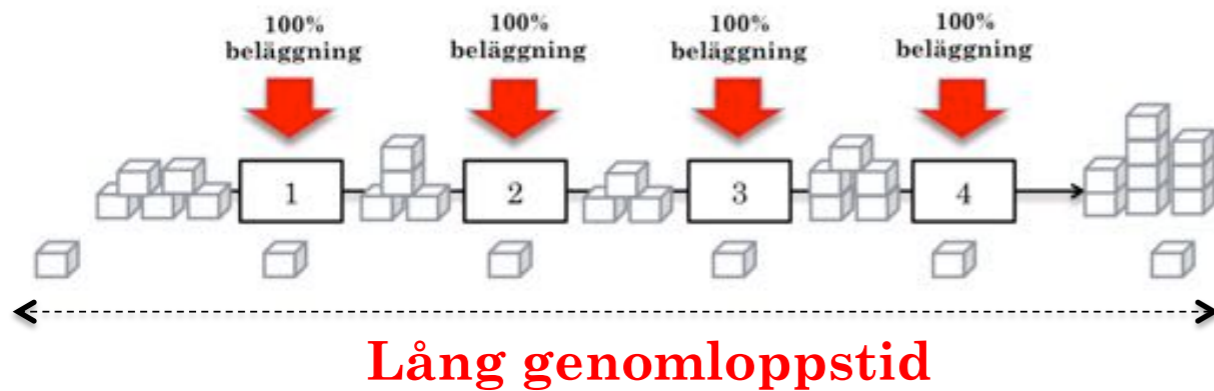 100% 100% 100% 100%
beläggning beläggning beläggning beläggning
1 2 3 4
Lång genomloppstid